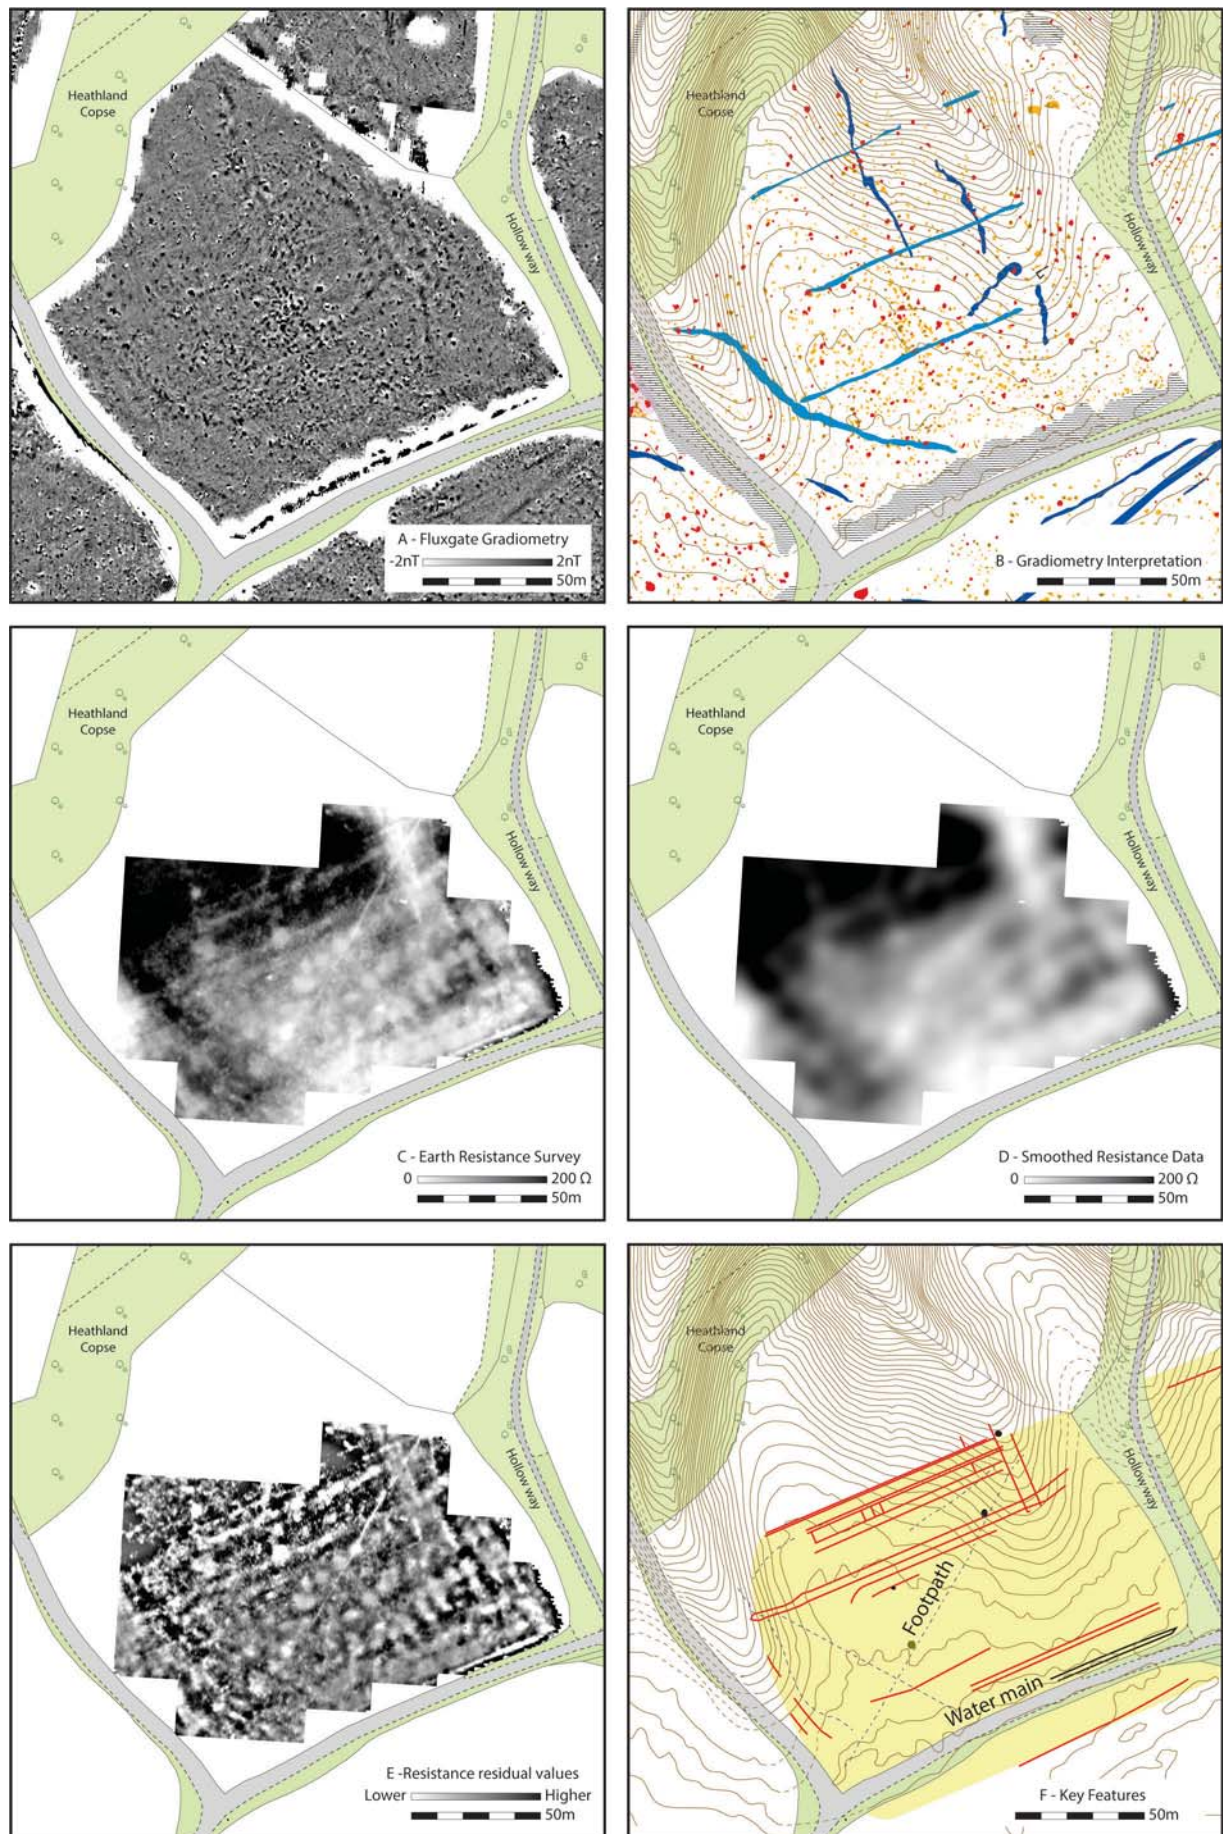 Heathland
Copse
Hollow way
A - Fluxgate Gradiometry
-2nT 2nT
50m
Heathland
Copse
Hollow way
B - Gradiometry Interpretation
50m
Heathland
Copse
Hollow way
C - Earth Resistance Survey
0 200 Ω
50m
Heathland
Copse
Hollow way
D - Smoothed Resistance Data
0 200 Ω
50m
Heathland
Copse
Hollow way
E -Resistance residual values
Lower Higher
50m
Heathland
Copse
Hollow way
Footpath
Water main
F - Key Features
50m